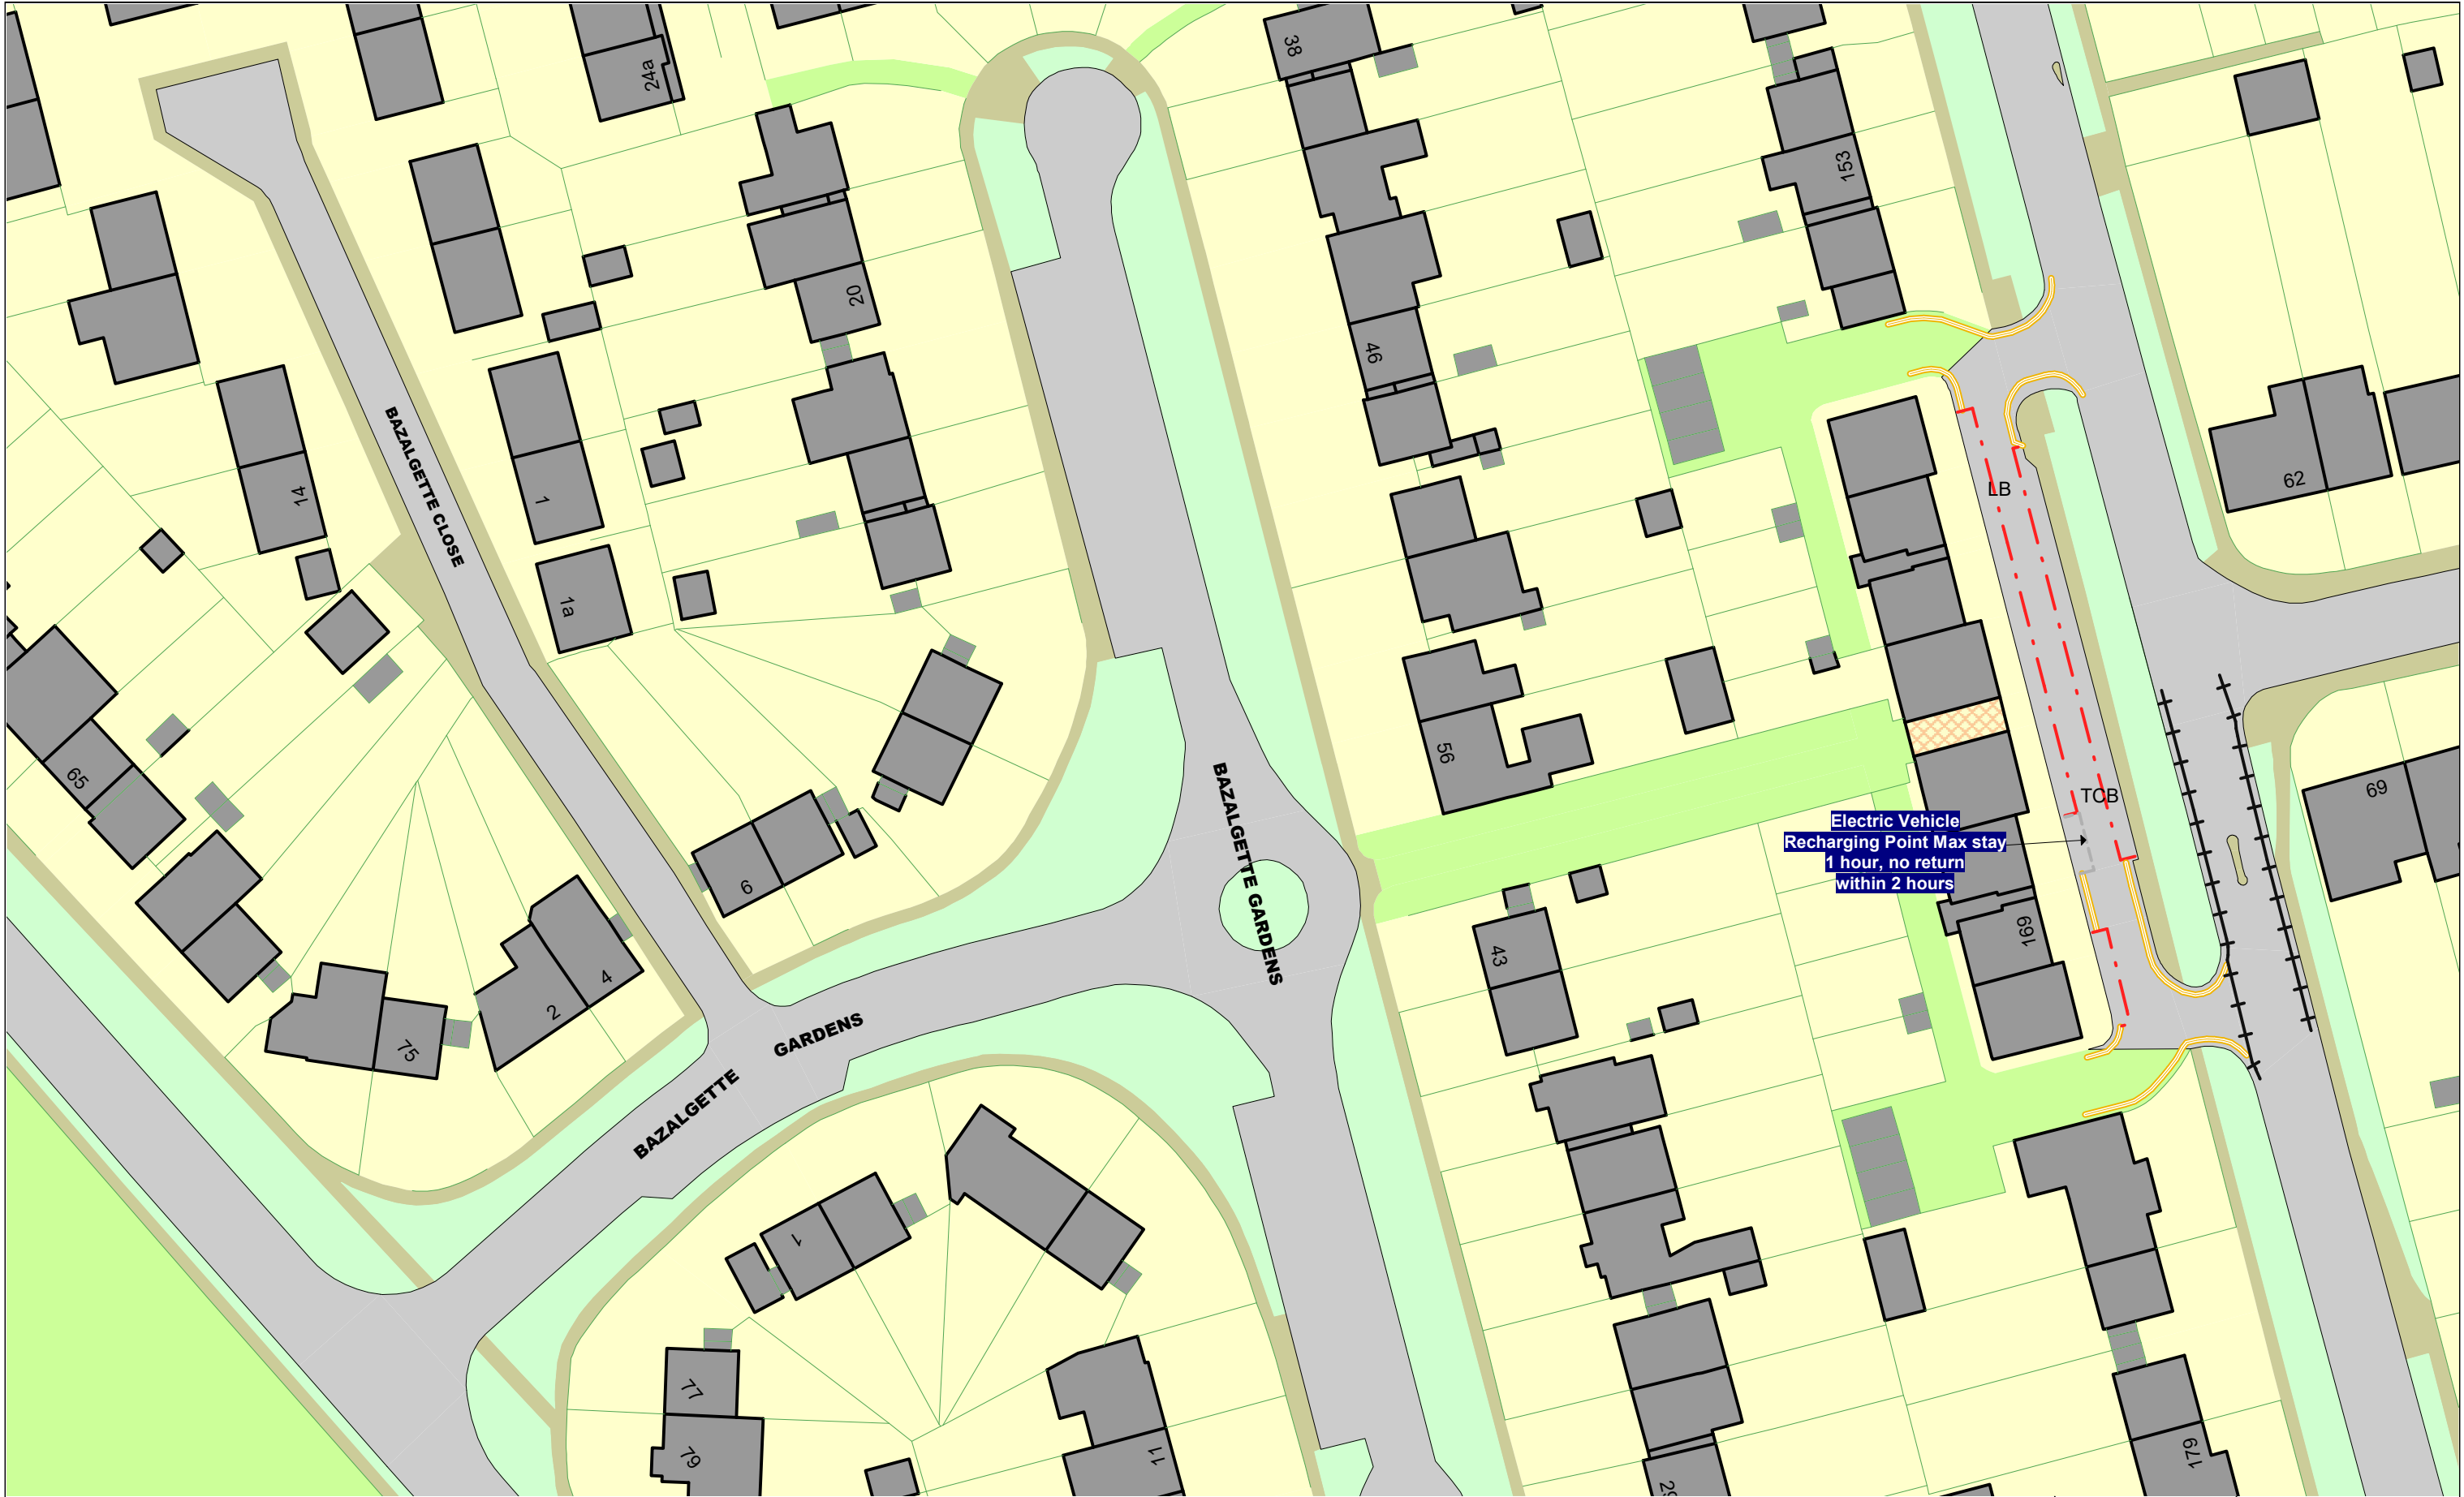 38
24a
153
20
46
BAZALGETTE CLOSE
14
1
LB
62
1a
56
65
BAZALGETTE GARDENS
69
TCB
Electric Vehicle
Recharging Point Max stay
1 hour, no return
within 2 hours
6
169
43
4
2
GARDENS
75
BAZALGETTE
1
77
79
11
179
29